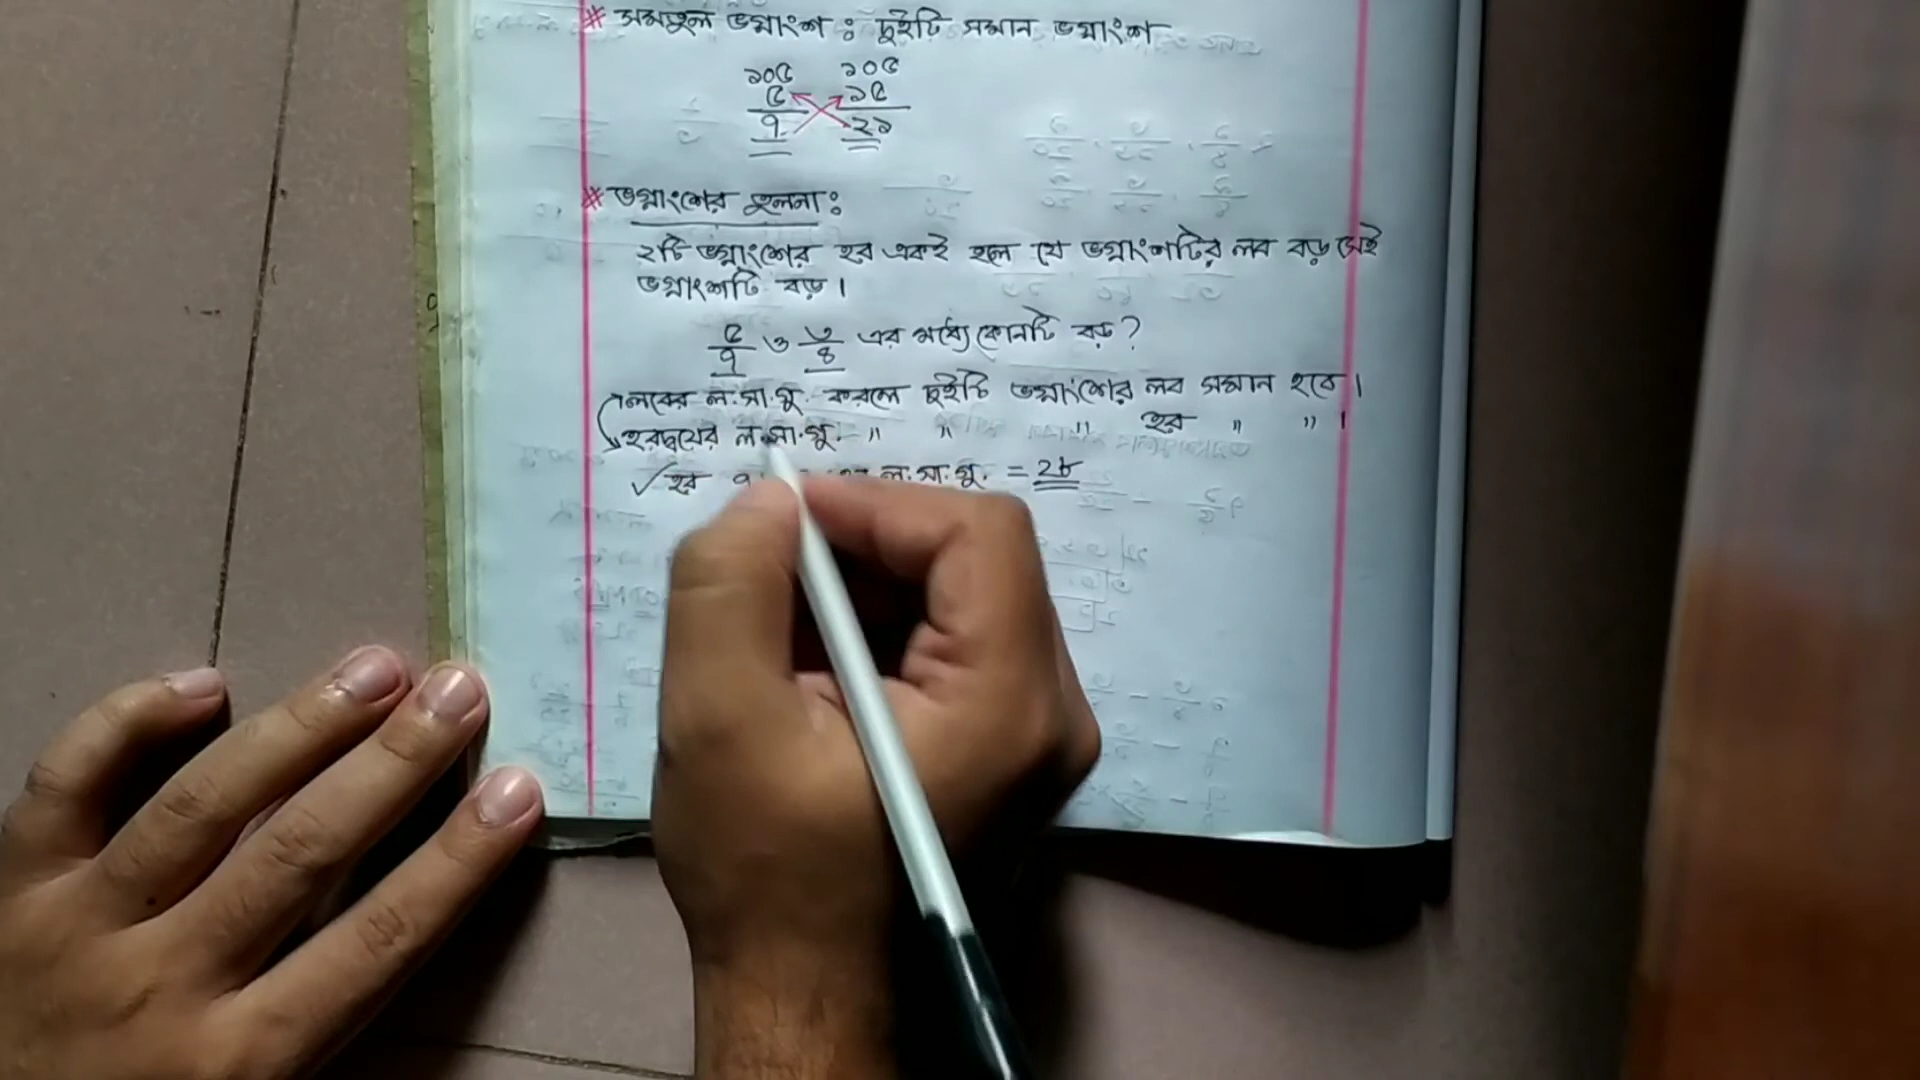 # সমতুল ভগ্নাংশ : দুইটি সমান ভগ্নাংশ
১০৫ ১০৫
৫ ১৫
৭ ২১
# ভগ্নাংশের তুলনা:
২টি ভগ্নাংশের হর একই হলে যে ভগ্নাংশটির লব বড় সেই
ভগ্নাংশটি বড়।
৫/৭ ও ৩/৪ এর মধ্যে কোনটি বড়?
লবের ল.সা.গু. করলে দুইটি ভগ্নাংশের লব সমান হবে।
হরদ্বয়ের ল.সা.গু. " " " হর " " ।
✓ হর ৭ ল.সা.গু. = ২৮